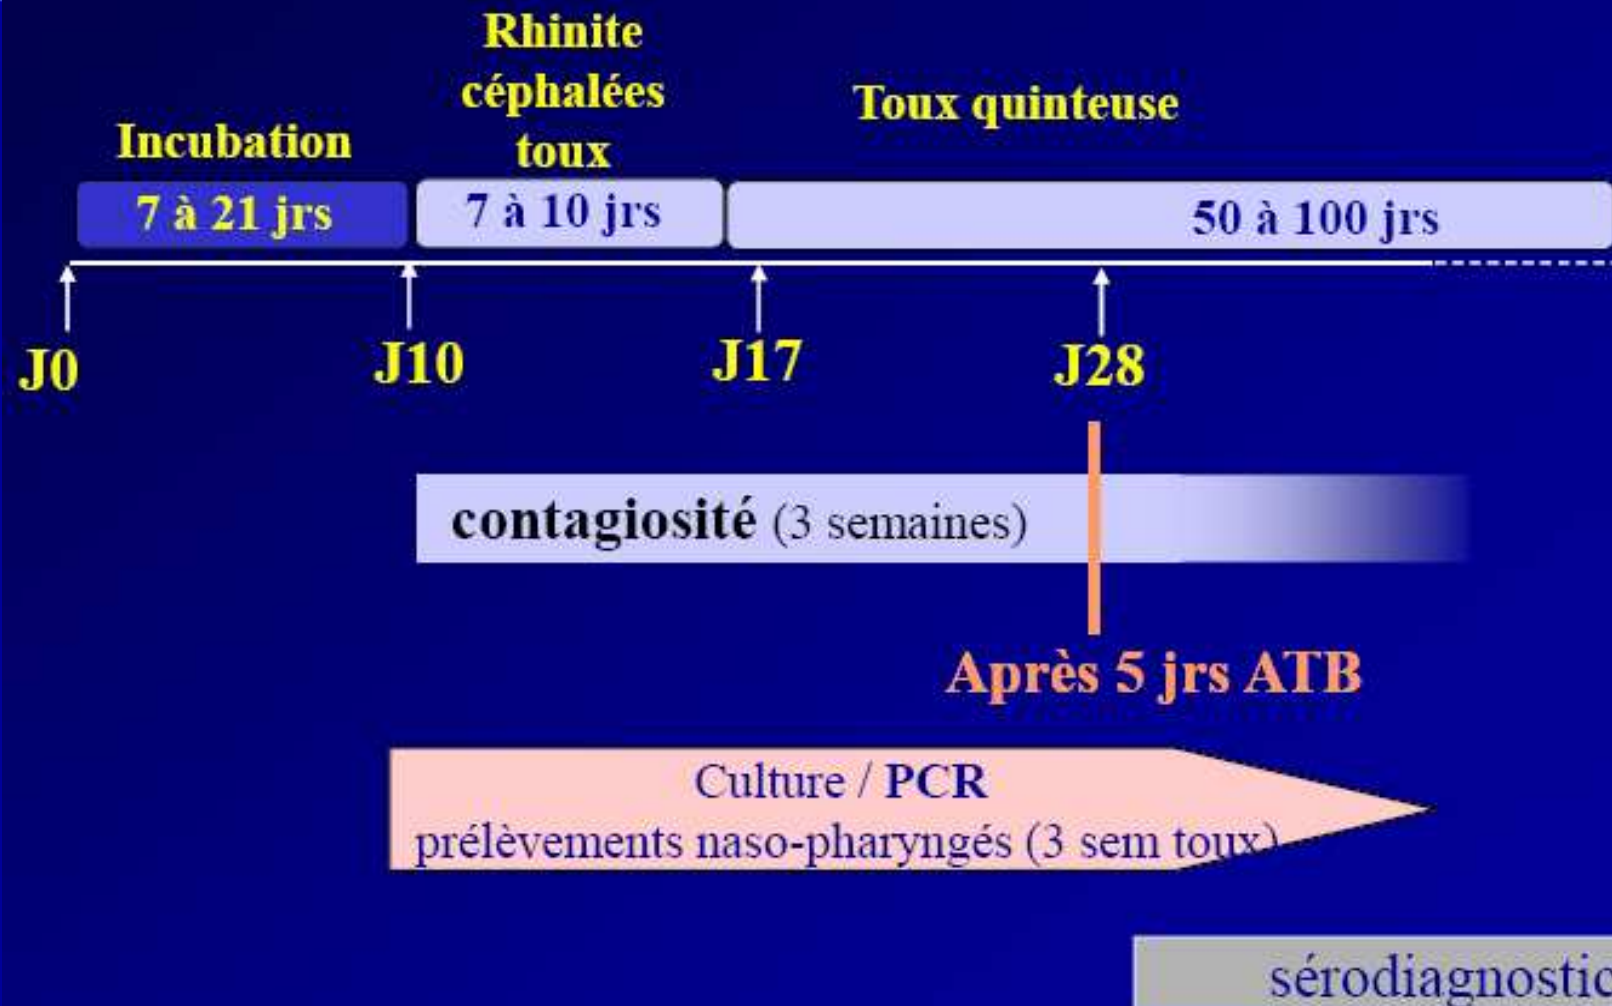 Rhinite
céphalées
toux
Incubation
Toux quinteuse
7 à 21 jrs
7 à 10 jrs
50 à 100 jrs
J0
J10
J17
J28
contagiosité (3 semaines)
Après 5 jrs ATB
Culture / PCR
prélèvements naso-pharyngés (3 sem toux)
sérodiagnostic